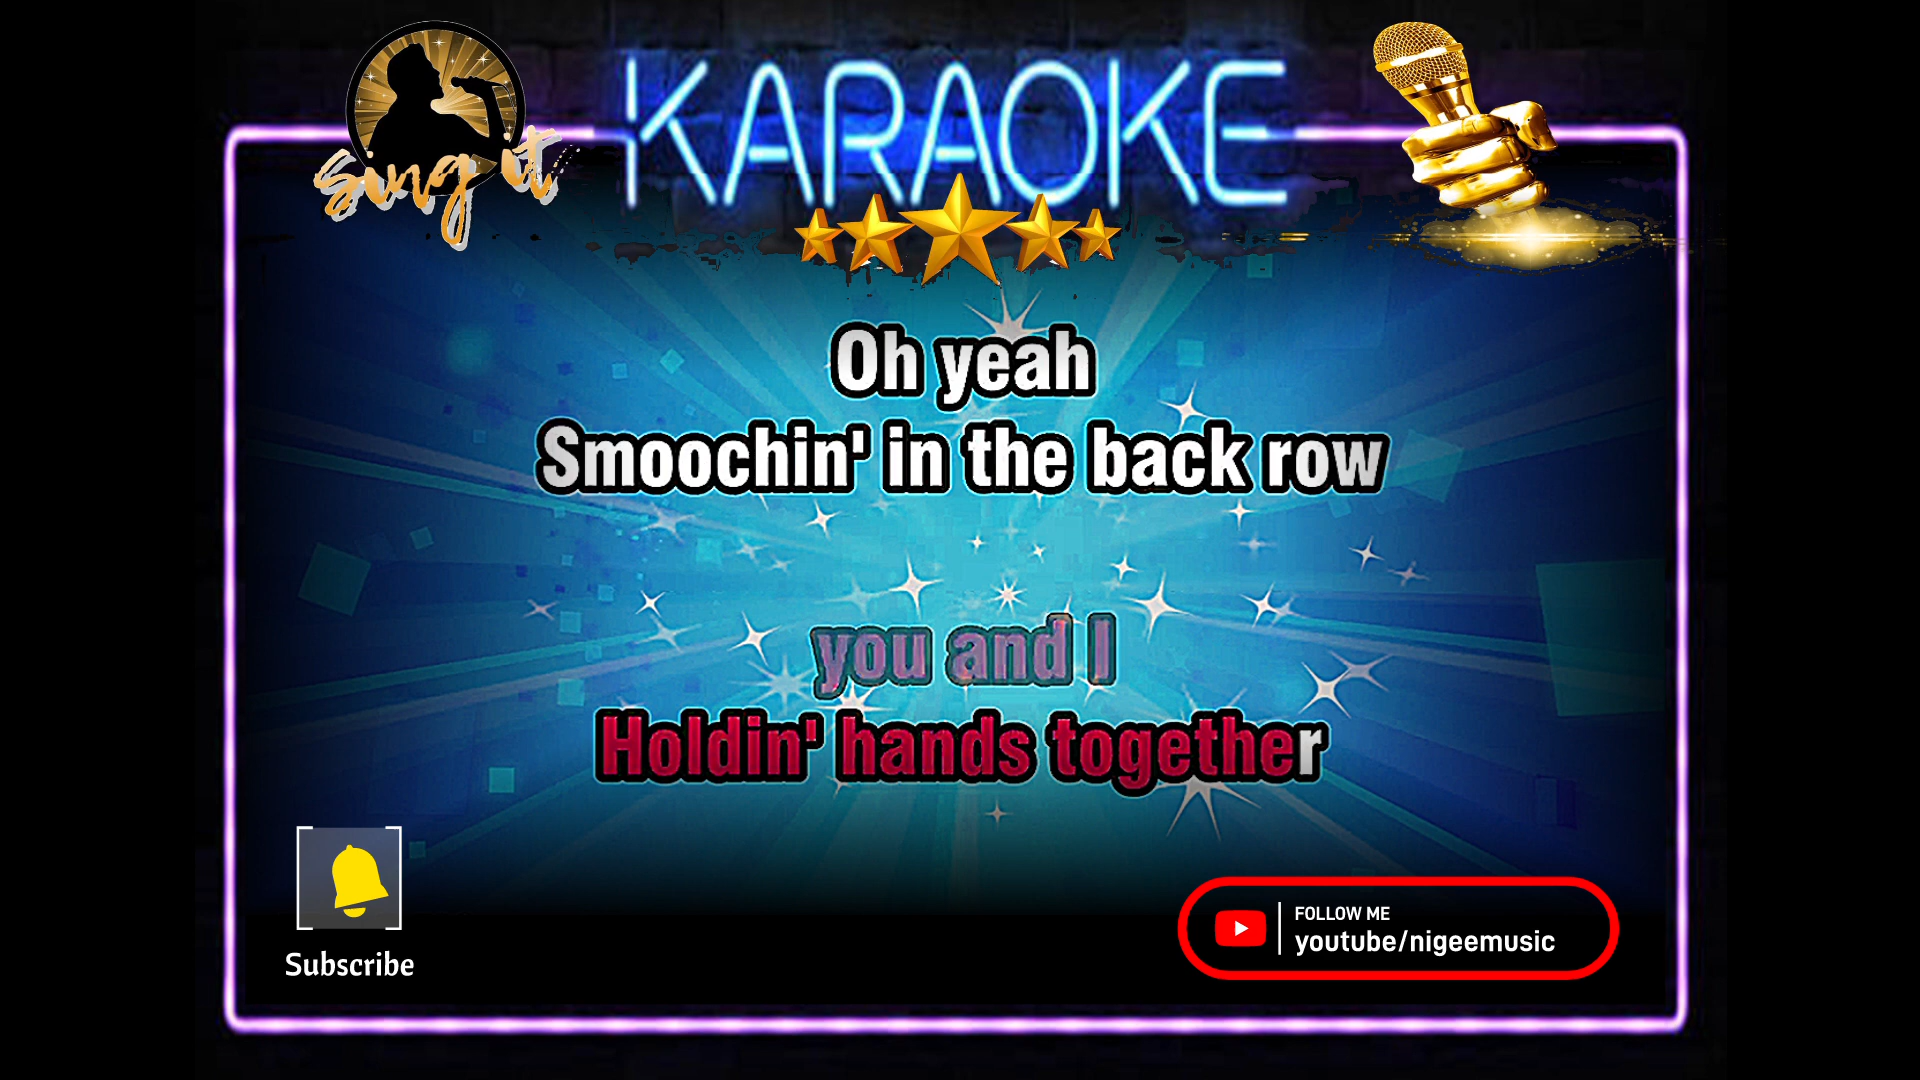 sing it
KARAOKE
Oh yeah
Smoochin' in the back row
you and I
Holdin' hands together
Subscribe
FOLLOW ME
youtube/nigeemusic